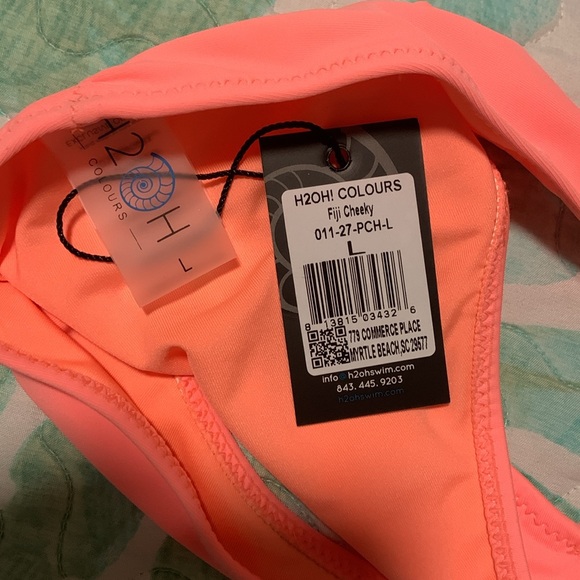 H2OH
COLOURS
L
H2OH! COLOURS
Fiji Cheeky
011-27-PCH-L
L
8 13815 03432 6
779 COMMERCE PLACE
MYRTLE BEACH,SC 29577
info@h2ohswim.com
843.445.9203
h2ohswim.com